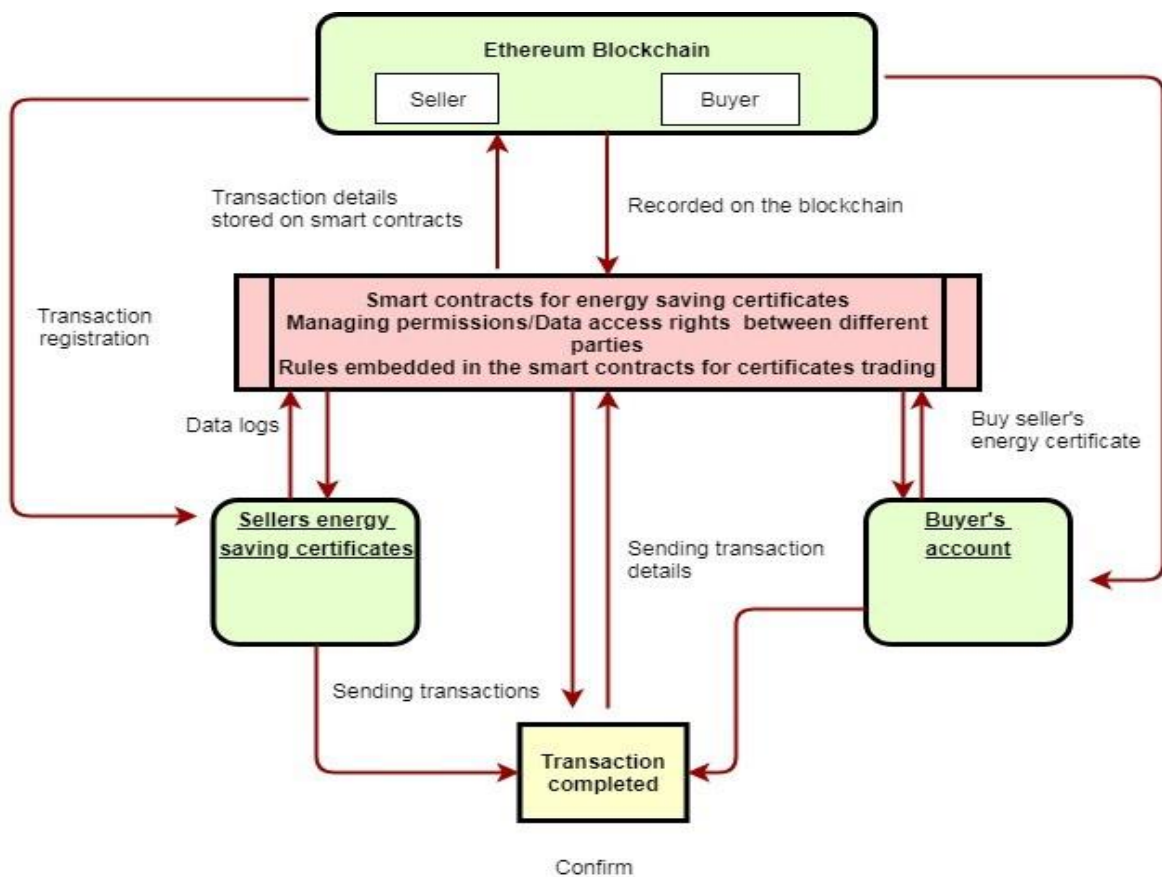 Ethereum Blockchain
Seller
Buyer
Transaction details
stored on smart contracts
Recorded on the blockchain
Smart contracts for energy saving certificates
Managing permissions/Data access rights between different
parties
Rules embedded in the smart contracts for certificates trading
Transaction
registration
Data logs
Buy seller's
energy certificate
Sellers energy
saving certificates
Sending transaction
details
Buyer's
account
Sending transactions
Transaction
completed
Confirm